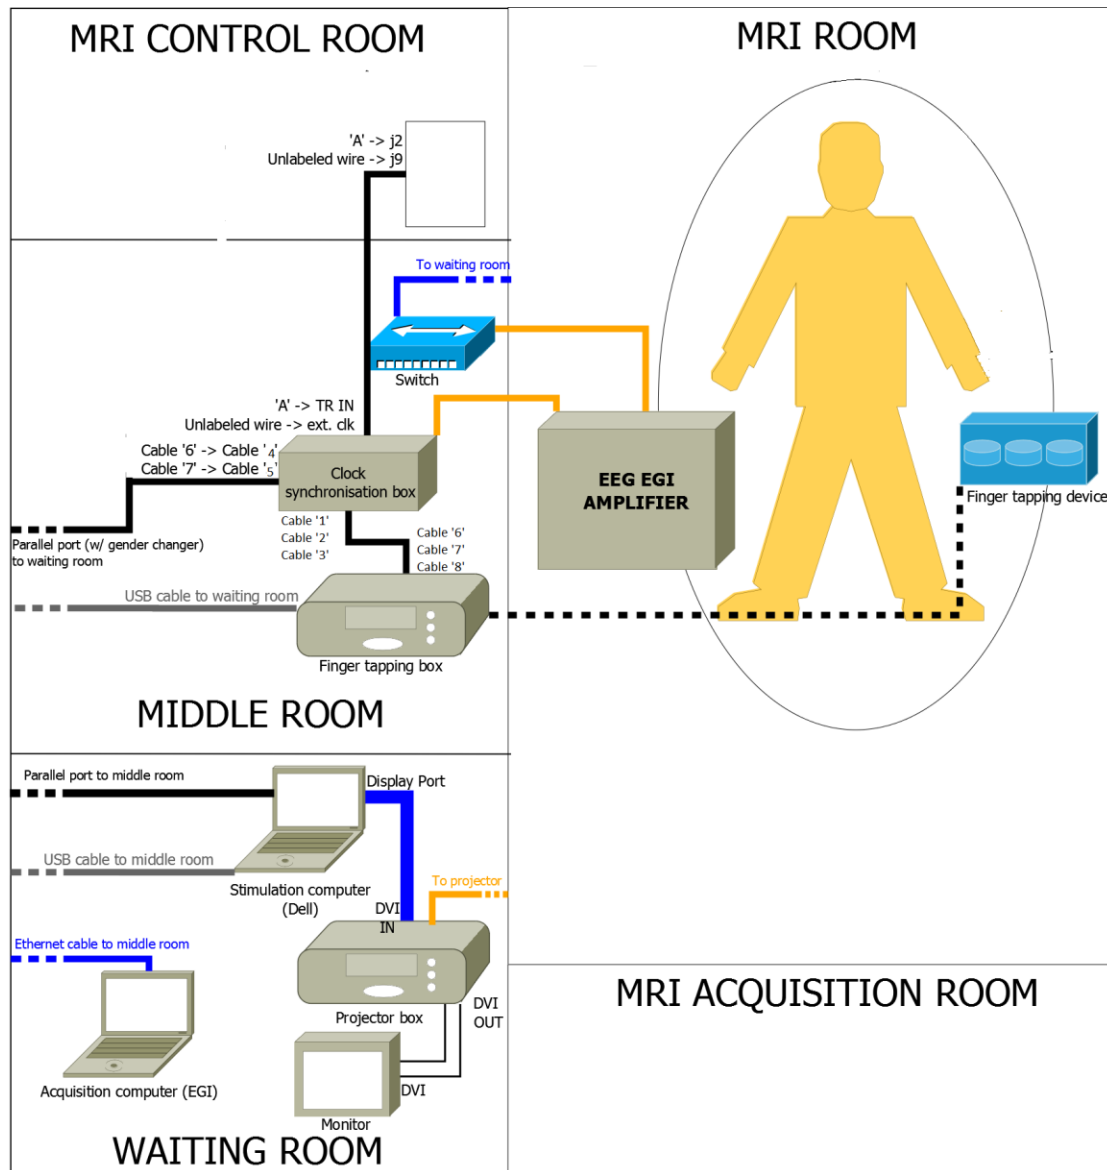 MRI CONTROL ROOM
MRI ROOM
'A' -> j2
Unlabeled wire -> j9
To waiting room
Switch
'A' -> TR IN
Unlabeled wire -> ext. clk
Cable '6' -> Cable '4'
Cable '7' -> Cable '5'
Clock
synchronisation box
EEG EGI
AMPLIFIER
Finger tapping device
Cable '1'
Cable '2'
Cable '3'
Cable '6'
Cable '7'
Cable '8'
Parallel port (w/ gender changer)
to waiting room
USB cable to waiting room
Finger tapping box
MIDDLE ROOM
Parallel port to middle room
Display Port
USB cable to middle room
Stimulation computer
(Dell)
To projector
DVI
IN
Ethernet cable to middle room
Projector box
DVI
OUT
MRI ACQUISITION ROOM
Acquisition computer (EGI)
DVI
Monitor
WAITING ROOM